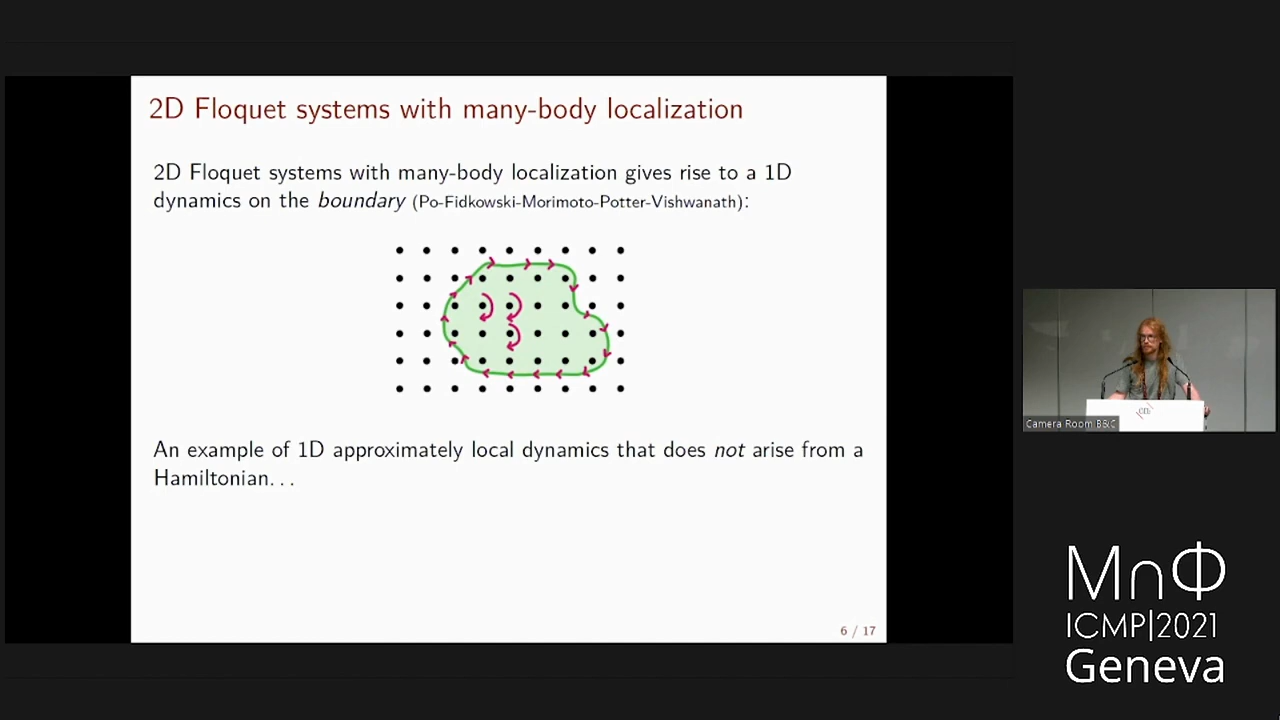 2D Floquet systems with many-body localization
2D Floquet systems with many-body localization gives rise to a 1D
dynamics on the boundary (Po-Fidkowski-Morimoto-Potter-Vishwanath):
An example of 1D approximately local dynamics that does not arise from a
Hamiltonian...
6 / 17
Camera Room B&C
M∩Φ
ICMP|2021
Geneva